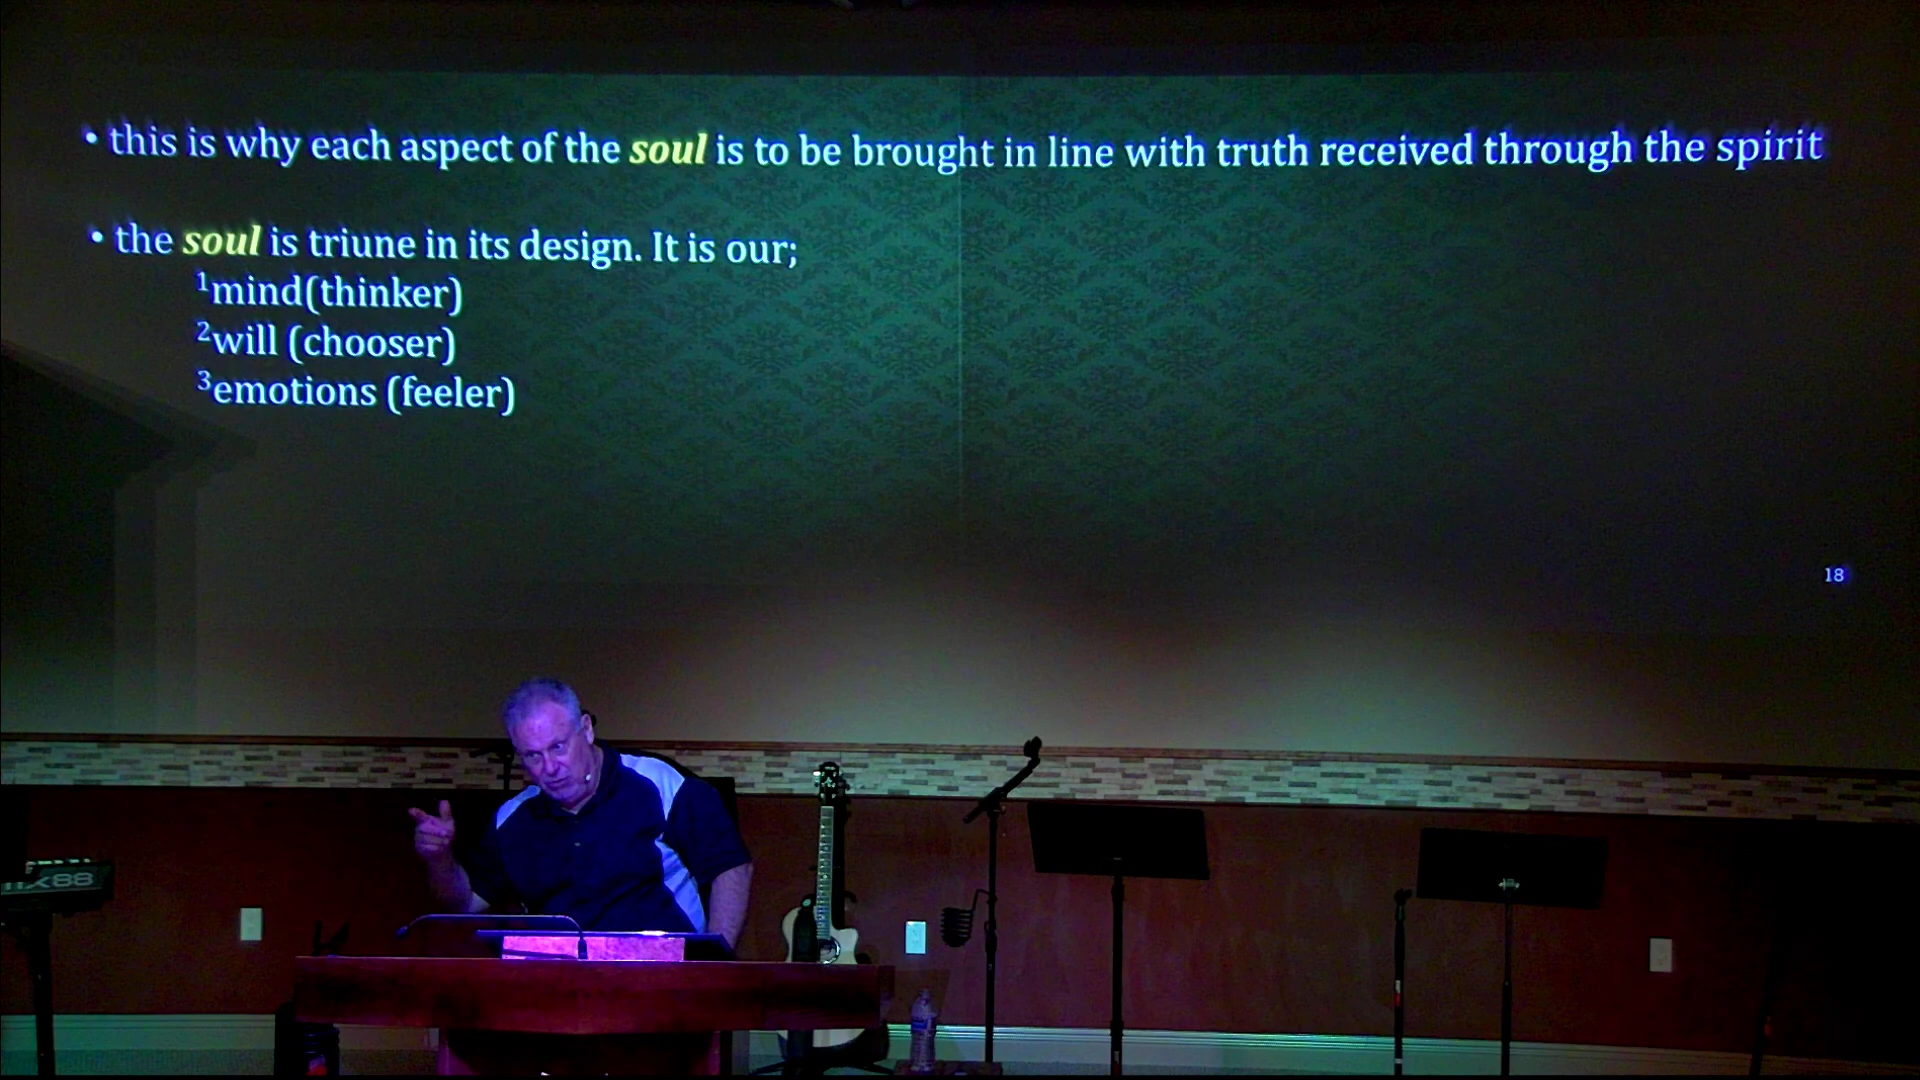 • this is why each aspect of the soul is to be brought in line with truth received through the spirit
• the soul is triune in its design. It is our;
¹mind(thinker)
²will (chooser)
³emotions (feeler)
18